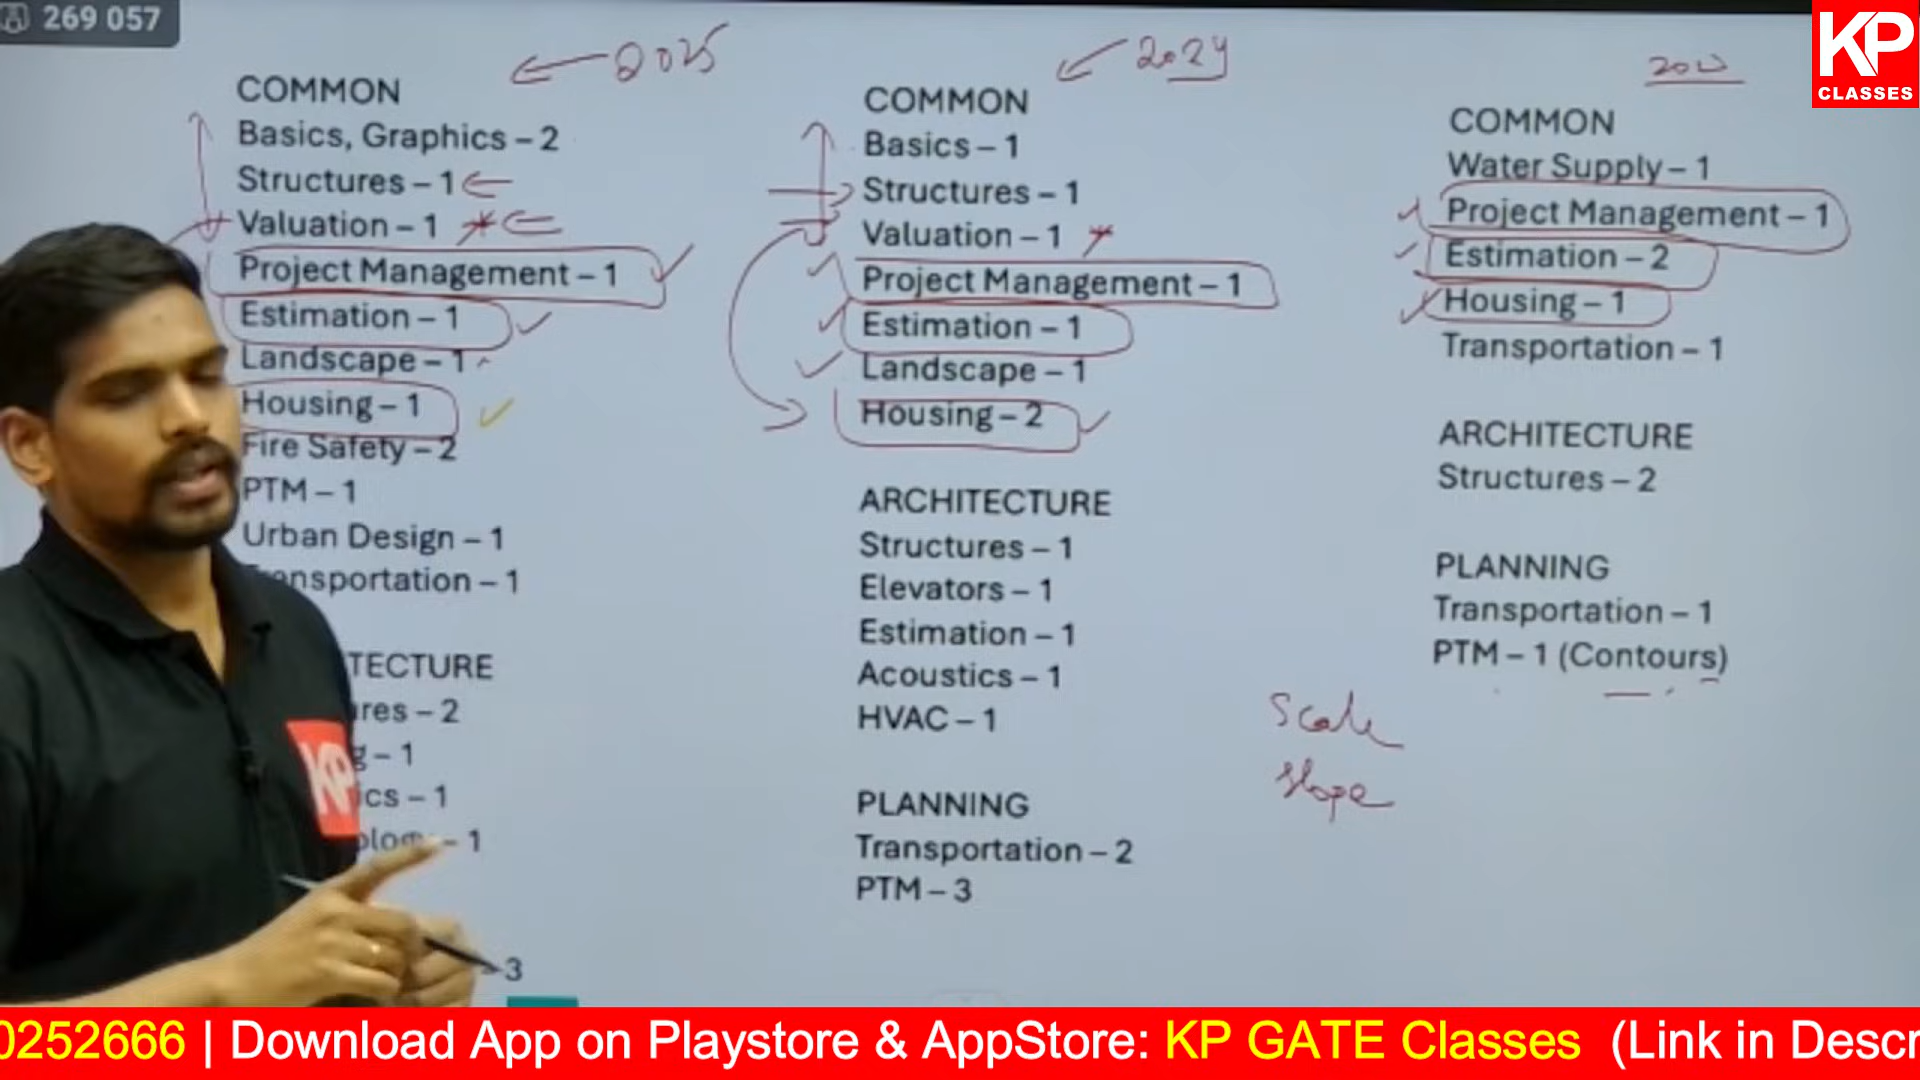 269 057
2025
COMMON
Basics, Graphics – 2
Structures – 1
Valuation – 1
Project Management – 1
Estimation – 1
Landscape – 1
Housing – 1
Fire Safety – 2
PTM – 1
Urban Design – 1
ansportation – 1
TECTURE
res – 2
g – 1
ics – 1
– 1
3
2024
COMMON
Basics – 1
Structures – 1
Valuation – 1
Project Management – 1
Estimation – 1
Landscape – 1
Housing – 2
ARCHITECTURE
Structures – 1
Elevators – 1
Estimation – 1
Acoustics – 1
HVAC – 1
PLANNING
Transportation – 2
PTM – 3
Scale
slope
COMMON
Water Supply – 1
Project Management – 1
Estimation – 2
Housing – 1
Transportation – 1
ARCHITECTURE
Structures – 2
PLANNING
Transportation – 1
PTM – 1 (Contours)
KP
CLASSES
KP
0252666 | Download App on Playstore & AppStore: KP GATE Classes (Link in Descr